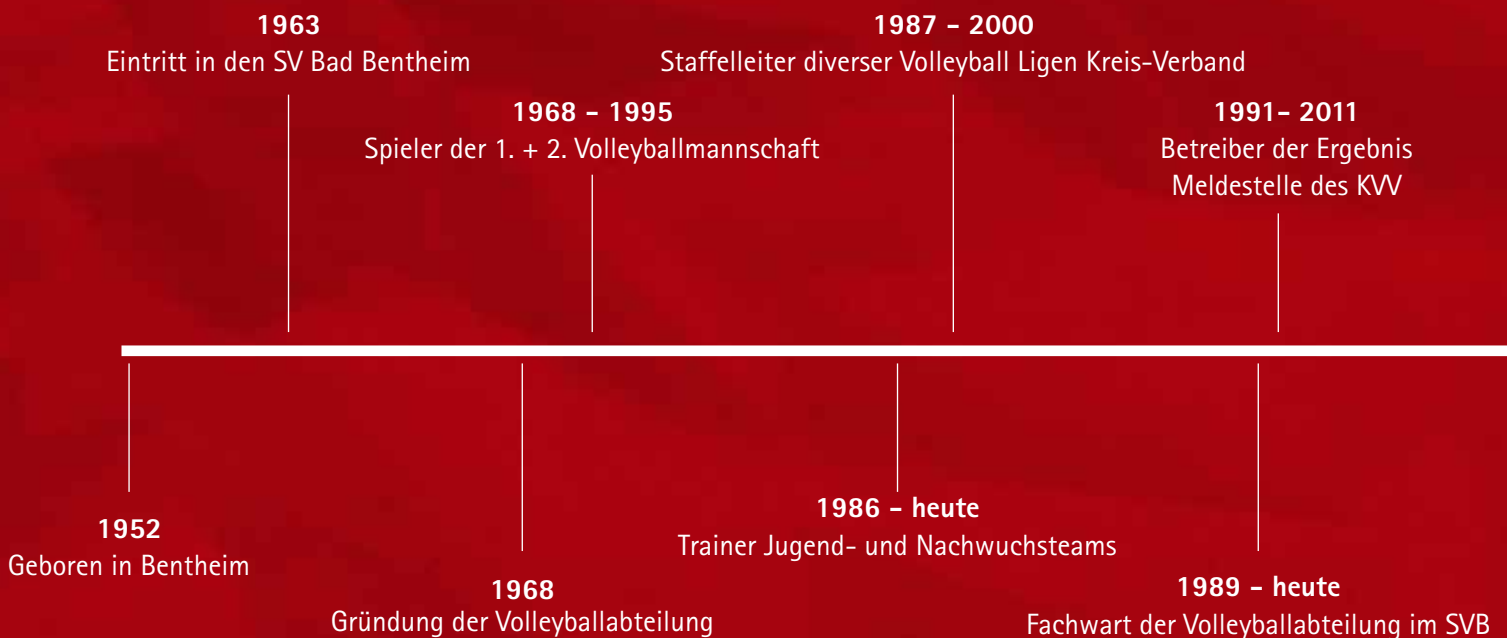 1963
Eintritt in den SV Bad Bentheim
1987 - 2000
Staffelleiter diverser Volleyball Ligen Kreis-Verband
1968 - 1995
Spieler der 1. + 2. Volleyballmannschaft
1991- 2011
Betreiber der Ergebnis
Meldestelle des KVV
1952
Geboren in Bentheim
1968
Gründung der Volleyballabteilung
1986 - heute
Trainer Jugend- und Nachwuchsteams
1989 - heute
Fachwart der Volleyballabteilung im SVB